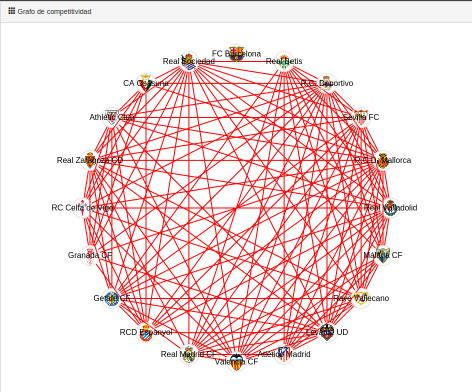 Grafo de competitividad
FC Barcelona
Real Sociedad
Real Betis
CA Osasuna
R.C. Deportivo
Athletic Club
Sevilla FC
Real Zaragoza CD
R.C.D. Mallorca
RC Celta de Vigo
Real Valladolid
Granada CF
Málaga CF
Getafe CF
Rayo Vallecano
RCD Espanyol
Levante UD
Real Madrid CF
Atlético Madrid
Valencia CF